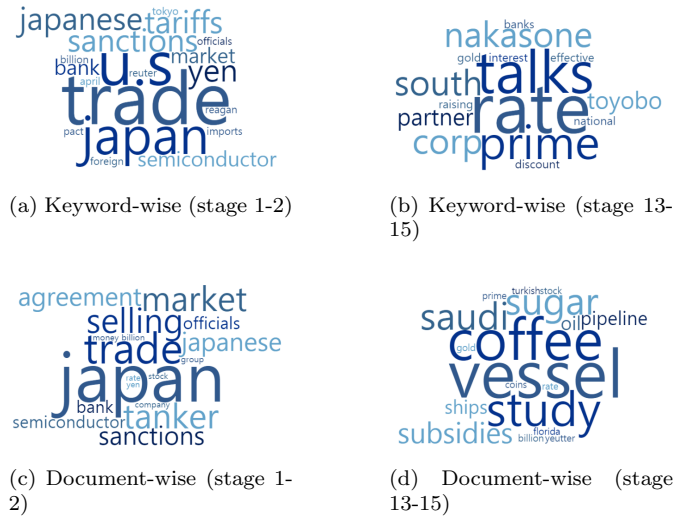 tokyo
japanese tariffs
sanctions officials
billion market
bank u.s yen
april reuter
trade
reagan
pact japan imports
foreign semiconductor
(a) Keyword-wise (stage 1-2)
banks
nakasone
gold interest effective
south talks
raising rate toyobo
partner national
corp prime
discount
(b) Keyword-wise (stage 13-
15)
agreement market
selling officials
money billion
trade japanese
group
japan
rate stock
yen
bank company
semiconductor tanker
sanctions
(c) Document-wise (stage 1-
2)
turkish stock
prime sugar
saudi oil pipeline
coffee
gold
vessel
coins rate
ships study
subsidies florida
billion yeutter
(d) Document-wise (stage
13-15)